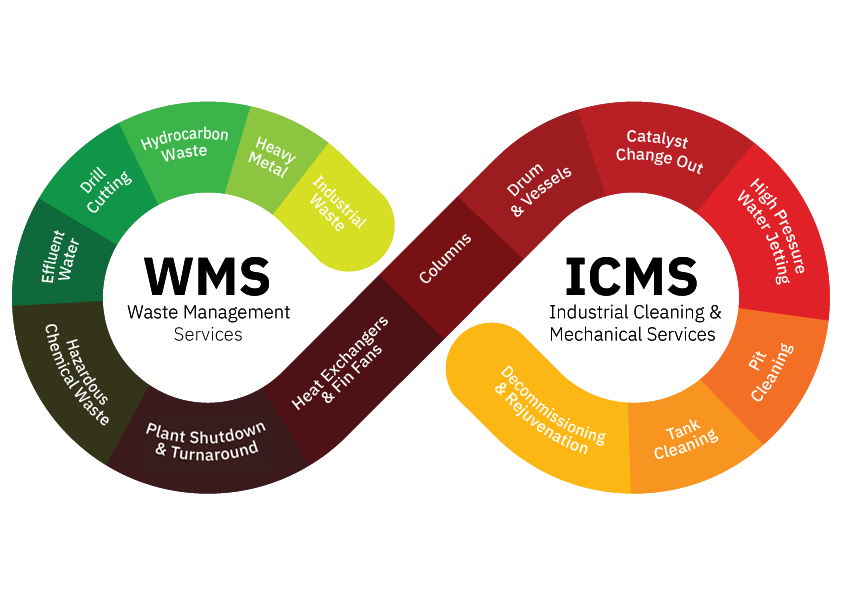 WMS
Waste Management
Services
Industrial
Waste
Heavy
Metal
Hydrocarbon
Waste
Drill
Cutting
Effluent
Water
Hazardous
Chemical Waste
Plant Shutdown
& Turnaround
Heat Exchangers
& Fin Fans
Columns
Drum
& Vessels
Catalyst
Change Out
High Pressure
Water Jetting
Pit
Cleaning
Tank
Cleaning
Decommissioning
& Rejuvenation
ICMS
Industrial Cleaning &
Mechanical Services